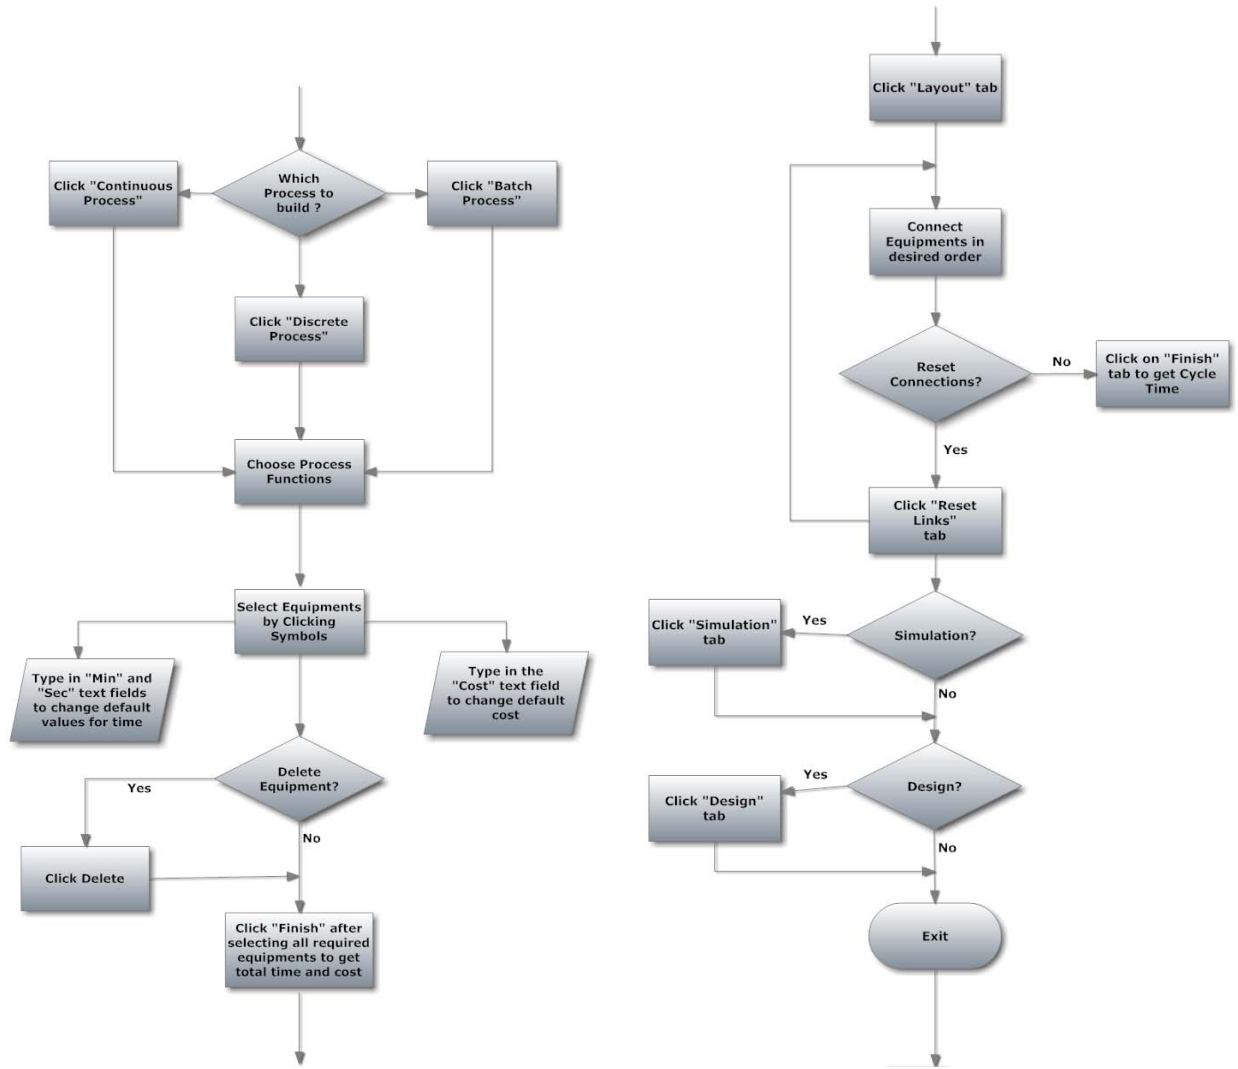 Which
Process to
build ?
Click "Continuous
Process"
Click "Batch
Process"
Click "Discrete
Process"
Choose Process
Functions
Select Equipments
by Clicking
Symbols
Type in "Min" and
"Sec" text fields
to change default
values for time
Type in the
"Cost" text field
to change default
cost
Delete
Equipment?
Yes
No
Click Delete
Click "Finish" after
selecting all required
equipments to get
total time and cost
Click "Layout" tab
Connect
Equipments in
desired order
Reset
Connections?
No
Click on "Finish"
tab to get Cycle
Time
Yes
Click "Reset
Links"
tab
Simulation?
Yes
Click "Simulation"
tab
No
Design?
Yes
Click "Design"
tab
No
Exit